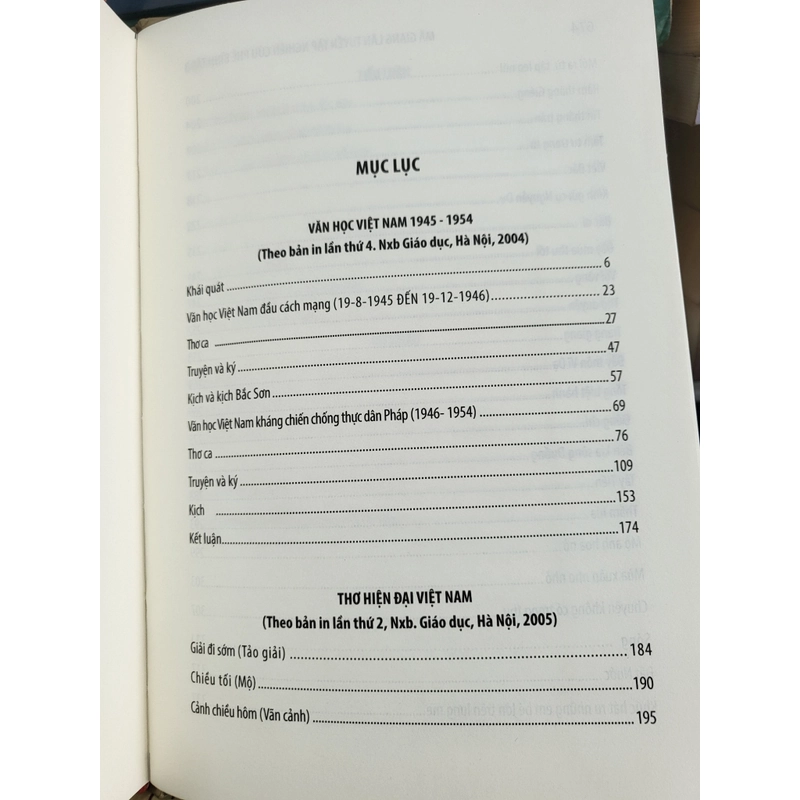 MỤC LỤC
VĂN HỌC VIỆT NAM 1945 - 1954
(Theo bản in lần thứ 4. Nxb Giáo dục, Hà Nội, 2004)
Khái quát ........ 6
Văn học Việt Nam đầu cách mạng (19-8-1945 ĐẾN 19-12-1946) ........ 23
Thơ ca ........ 27
Truyện và ký ........ 47
Kịch và kịch Bắc Sơn ........ 57
Văn học Việt Nam kháng chiến chống thực dân Pháp (1946- 1954) ........ 69
Thơ ca ........ 76
Truyện và ký ........ 109
Kịch ........ 153
Kết luận ........ 174
THƠ HIỆN ĐẠI VIỆT NAM
(Theo bản in lần thứ 2, Nxb. Giáo dục, Hà Nội, 2005)
Giải đi sớm (Tảo giải) ........ 184
Chiều tối (Mộ) ........ 190
Cảnh chiều hôm (Vãn cảnh) ........ 195